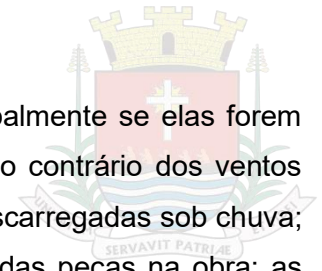 palmente se elas forem
o contrário dos ventos
scarregadas sob chuva;
SERVAVIT PATRIAE
das peças na obra; as